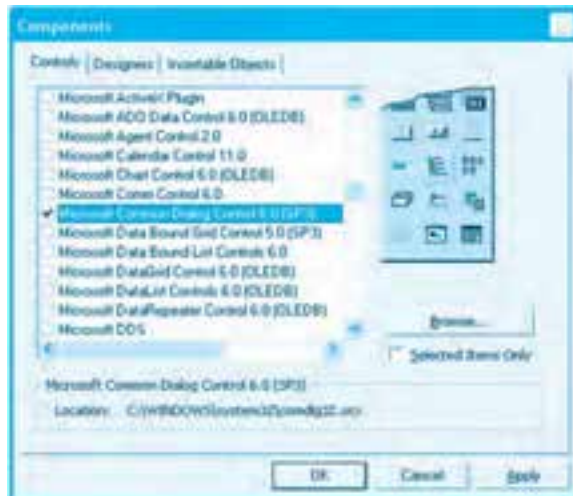 Components
Controls Designers Insertable Objects
Microsoft ActiveX Plugin
Microsoft ADO Data Control 6.0 (OLEDB)
Microsoft Agent Control 2.0
Microsoft Calendar Control 11.0
Microsoft Chart Control 6.0 (OLEDB)
Microsoft Comm Control 6.0
Microsoft Common Dialog Control 6.0 (SP3)
Microsoft Data Bound Grid Control 5.0 (SP3)
Microsoft Data Bound List Controls 6.0
Microsoft DataGrid Control 6.0 (OLEDB)
Microsoft DataList Controls 6.0 (OLEDB)
Microsoft DataRepeater Control 6.0 (OLEDB)
Microsoft DDS
Browse...
Selected Items Only
Microsoft Common Dialog Control 6.0 (SP3)
Location: C:\WINDOWS\system32\comdlg32.ocx
OK Cancel Apply